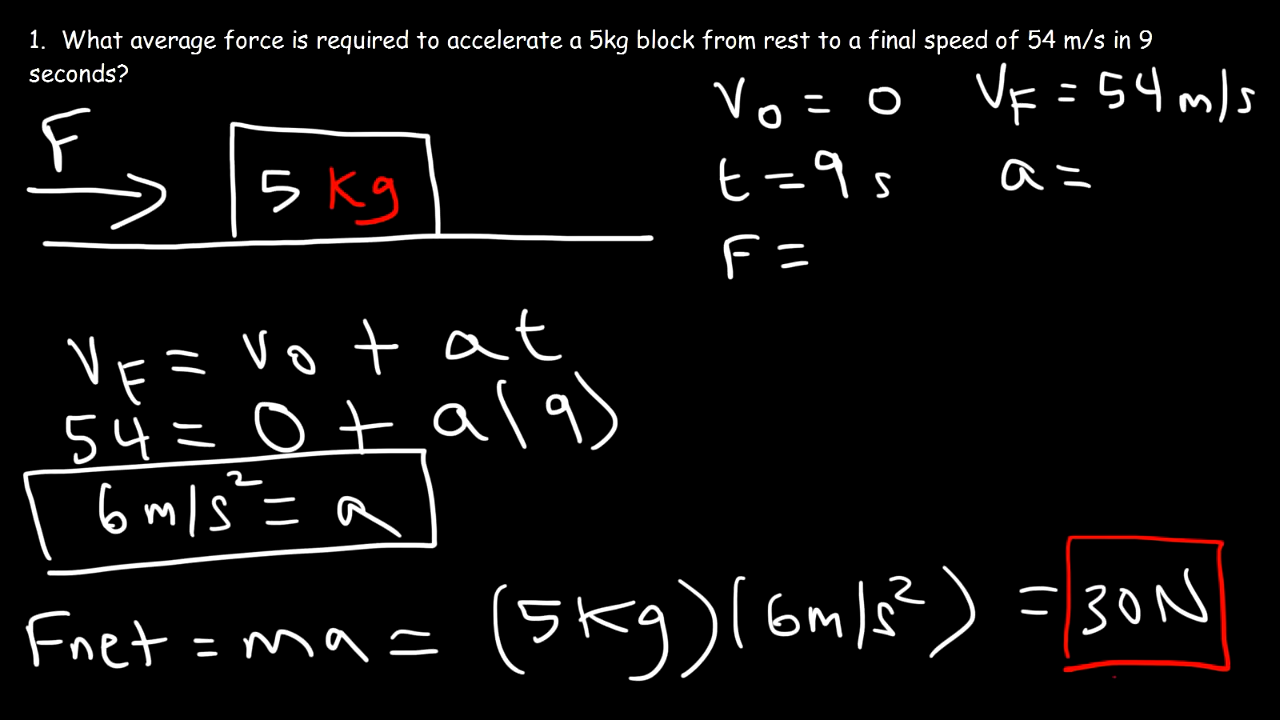 1. What average force is required to accelerate a 5kg block from rest to a final speed of 54 m/s in 9
seconds?
V₀ = 0 V_F = 54 m/s
t = 9 s a =
F =
F
5 kg
V_F = V₀ + at
54 = 0 + a(9)
6 m/s² = a
Fnet = ma = (5kg)(6m/s²) = 30N